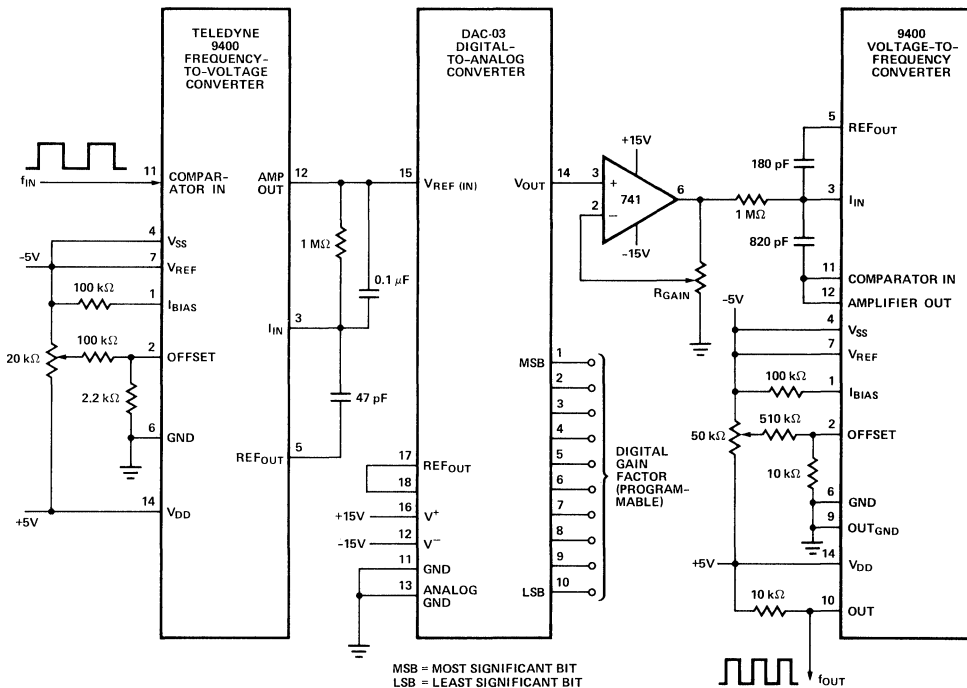 TELEDYNE
9400
FREQUENCY-
TO-VOLTAGE
CONVERTER
11
fIN
COMPAR-
ATOR IN
AMP
OUT
12
4
VSS
-5V
7
VREF
100 kΩ
1
IBIAS
100 kΩ
2
OFFSET
20 kΩ
2.2 kΩ
6
GND
+5V
14
VDD
3
IIN
5
REFOUT
1 MΩ
0.1 μF
47 pF
DAC-03
DIGITAL-
TO-ANALOG
CONVERTER
15
VREF (IN)
VOUT
14
17
REFOUT
18
+15V
16
V+
-15V
12
V–
11
GND
13
ANALOG
GND
MSB
1
2
3
4
5
6
7
8
9
LSB
10
DIGITAL
GAIN
FACTOR
(PROGRAM-
MABLE)
+15V
3
+
741
6
2
–
-15V
RGAIN
1 MΩ
180 pF
820 pF
9400
VOLTAGE-TO-
FREQUENCY
CONVERTER
5
REFOUT
3
IIN
11
COMPARATOR IN
12
AMPLIFIER OUT
-5V
4
VSS
7
VREF
100 kΩ
1
IBIAS
510 kΩ
2
OFFSET
50 kΩ
10 kΩ
6
GND
9
OUTGND
+5V
14
VDD
10 kΩ
10
OUT
fOUT
MSB = MOST SIGNIFICANT BIT
LSB = LEAST SIGNIFICANT BIT